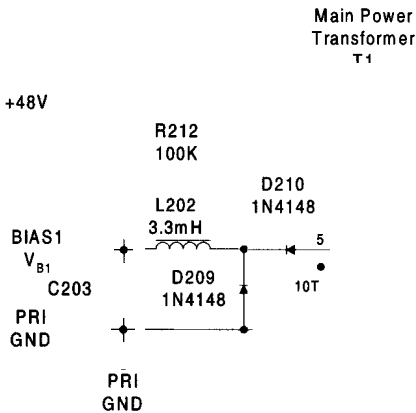 Main Power
Transformer
T1
+48V
R212
100K
D210
1N4148
L202
3.3mH
5
BIAS1
VB1
C203
D209
1N4148
10T
PRI
GND
PRI
GND